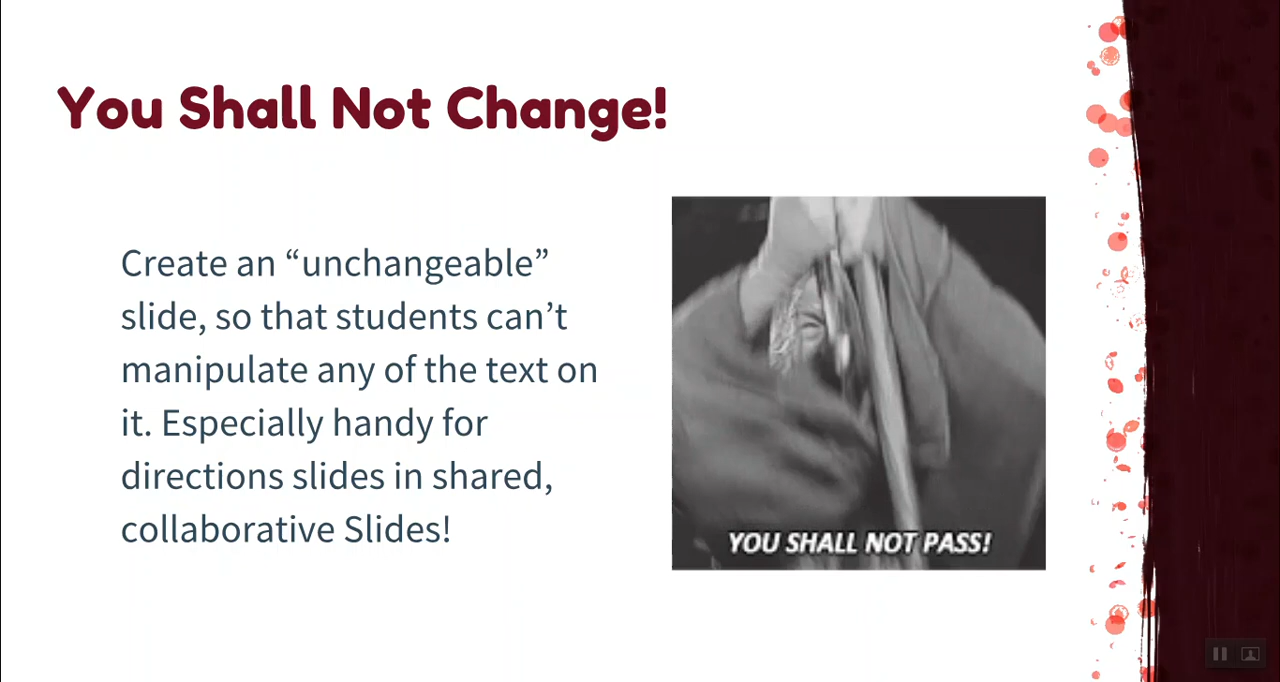 You Shall Not Change!
Create an “unchangeable”
slide, so that students can’t
manipulate any of the text on
it. Especially handy for
directions slides in shared,
collaborative Slides!
YOU SHALL NOT PASS!